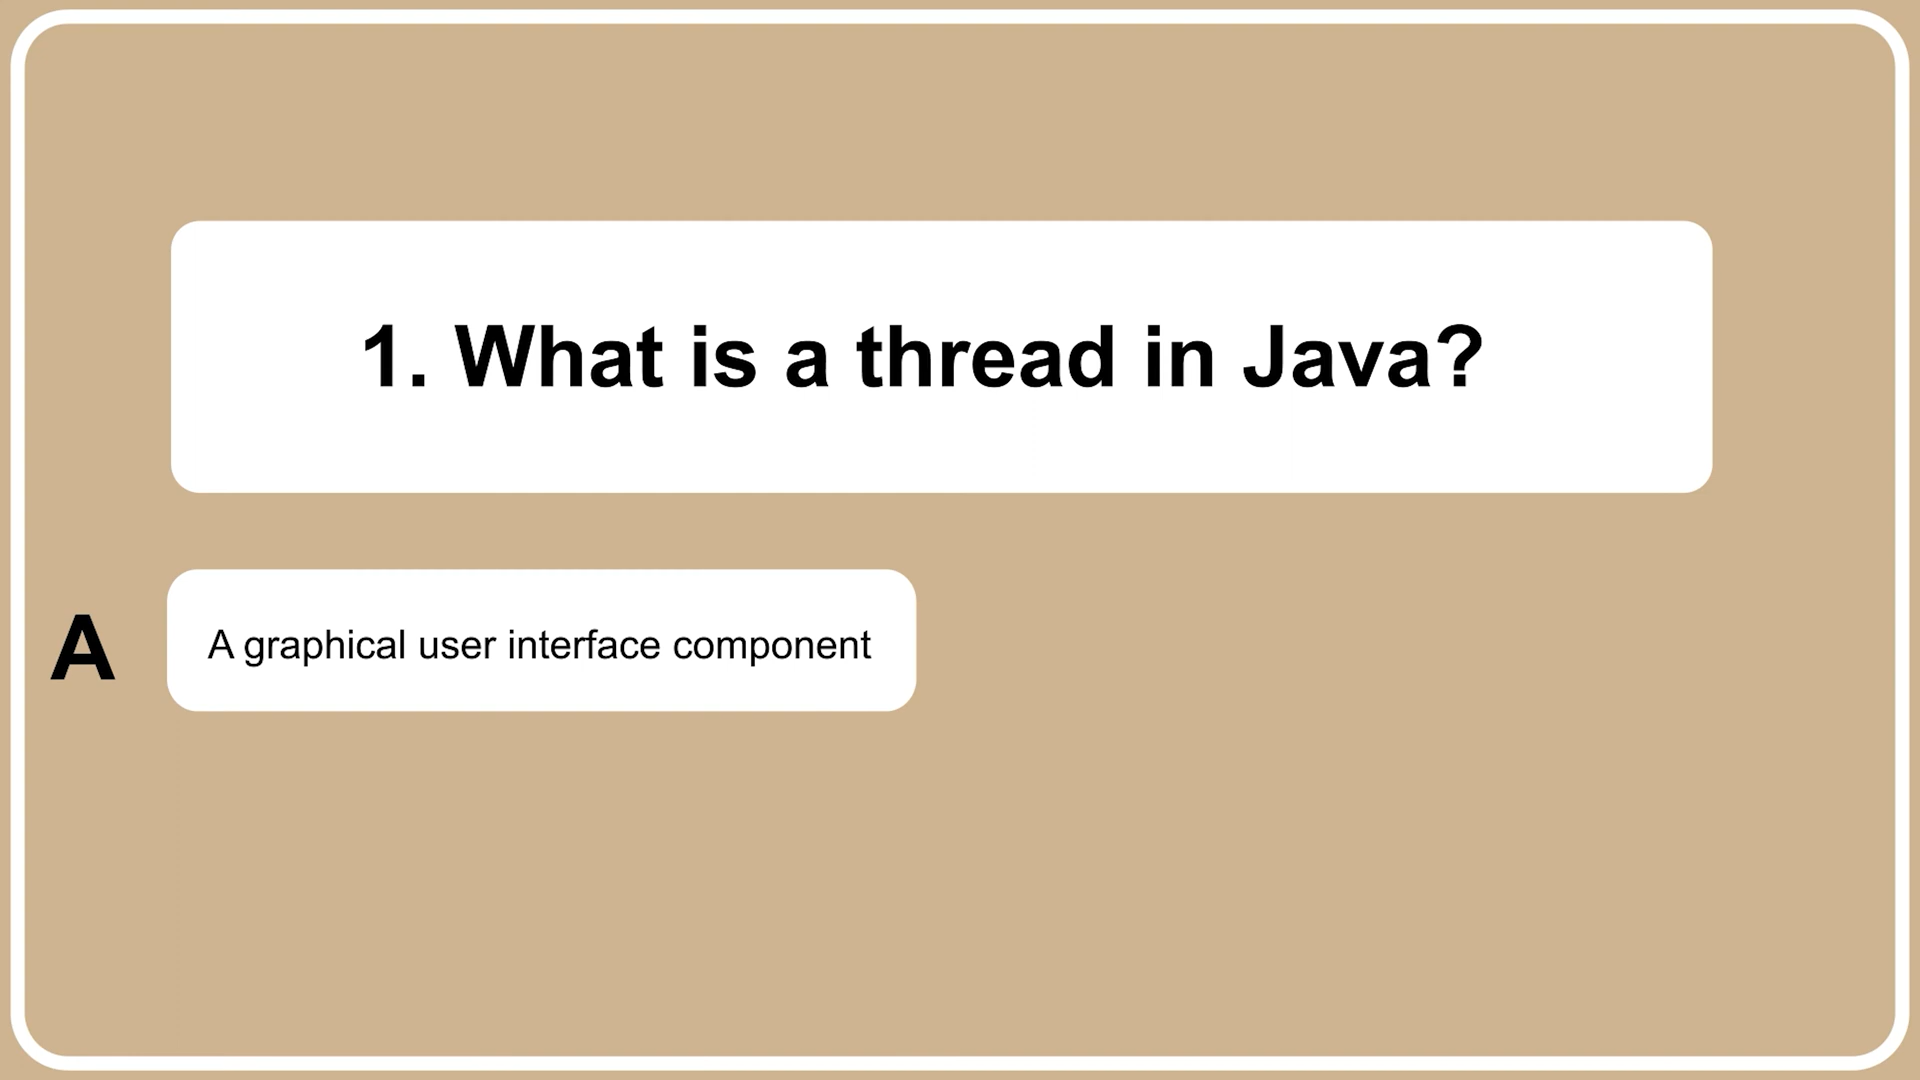 1. What is a thread in Java?
A
A graphical user interface component